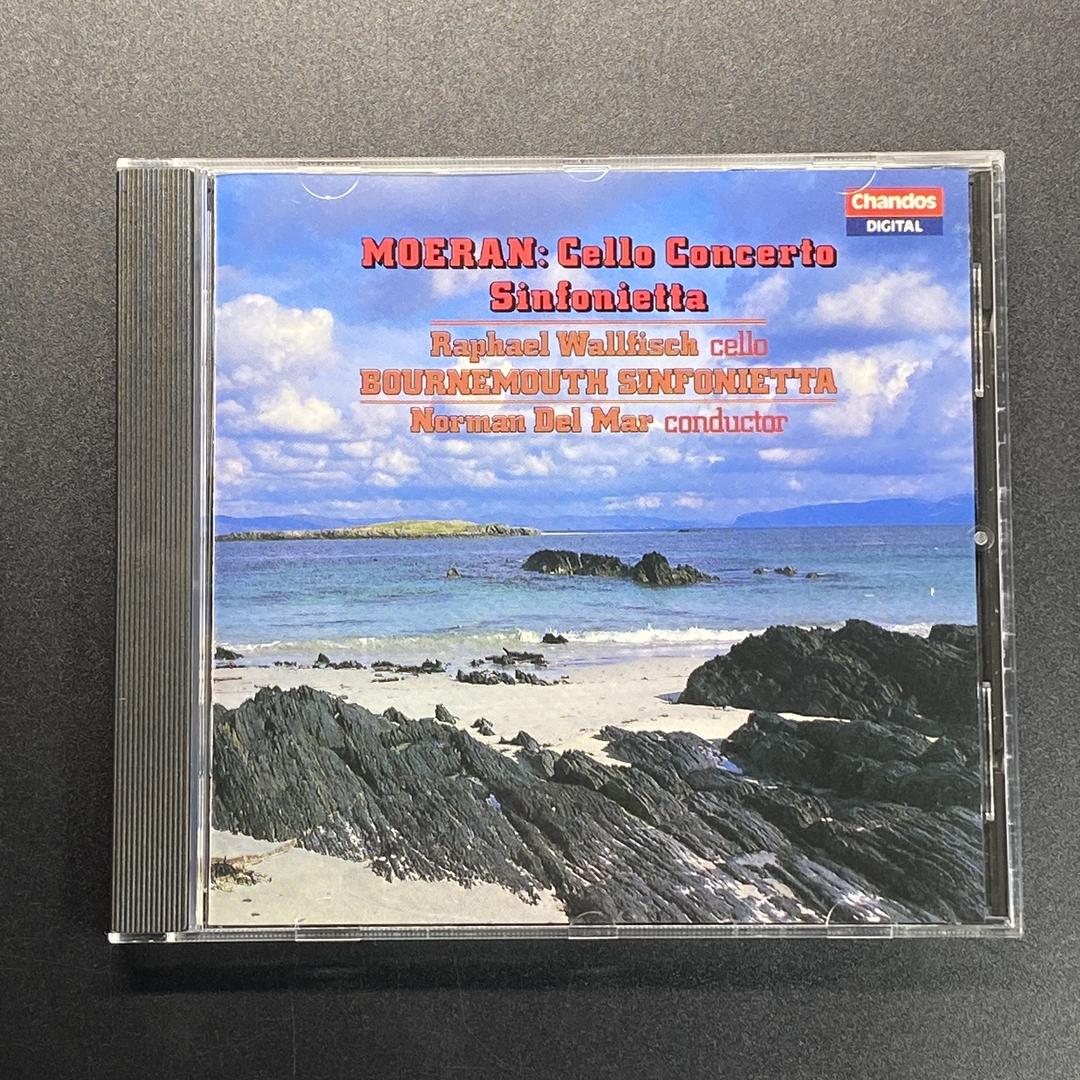 Chandos
DIGITAL
MOERAN: Cello Concerto
Sinfonietta
Raphael Wallfisch cello
BOURNEMOUTH SINFONIETTA
Norman Del Mar conductor